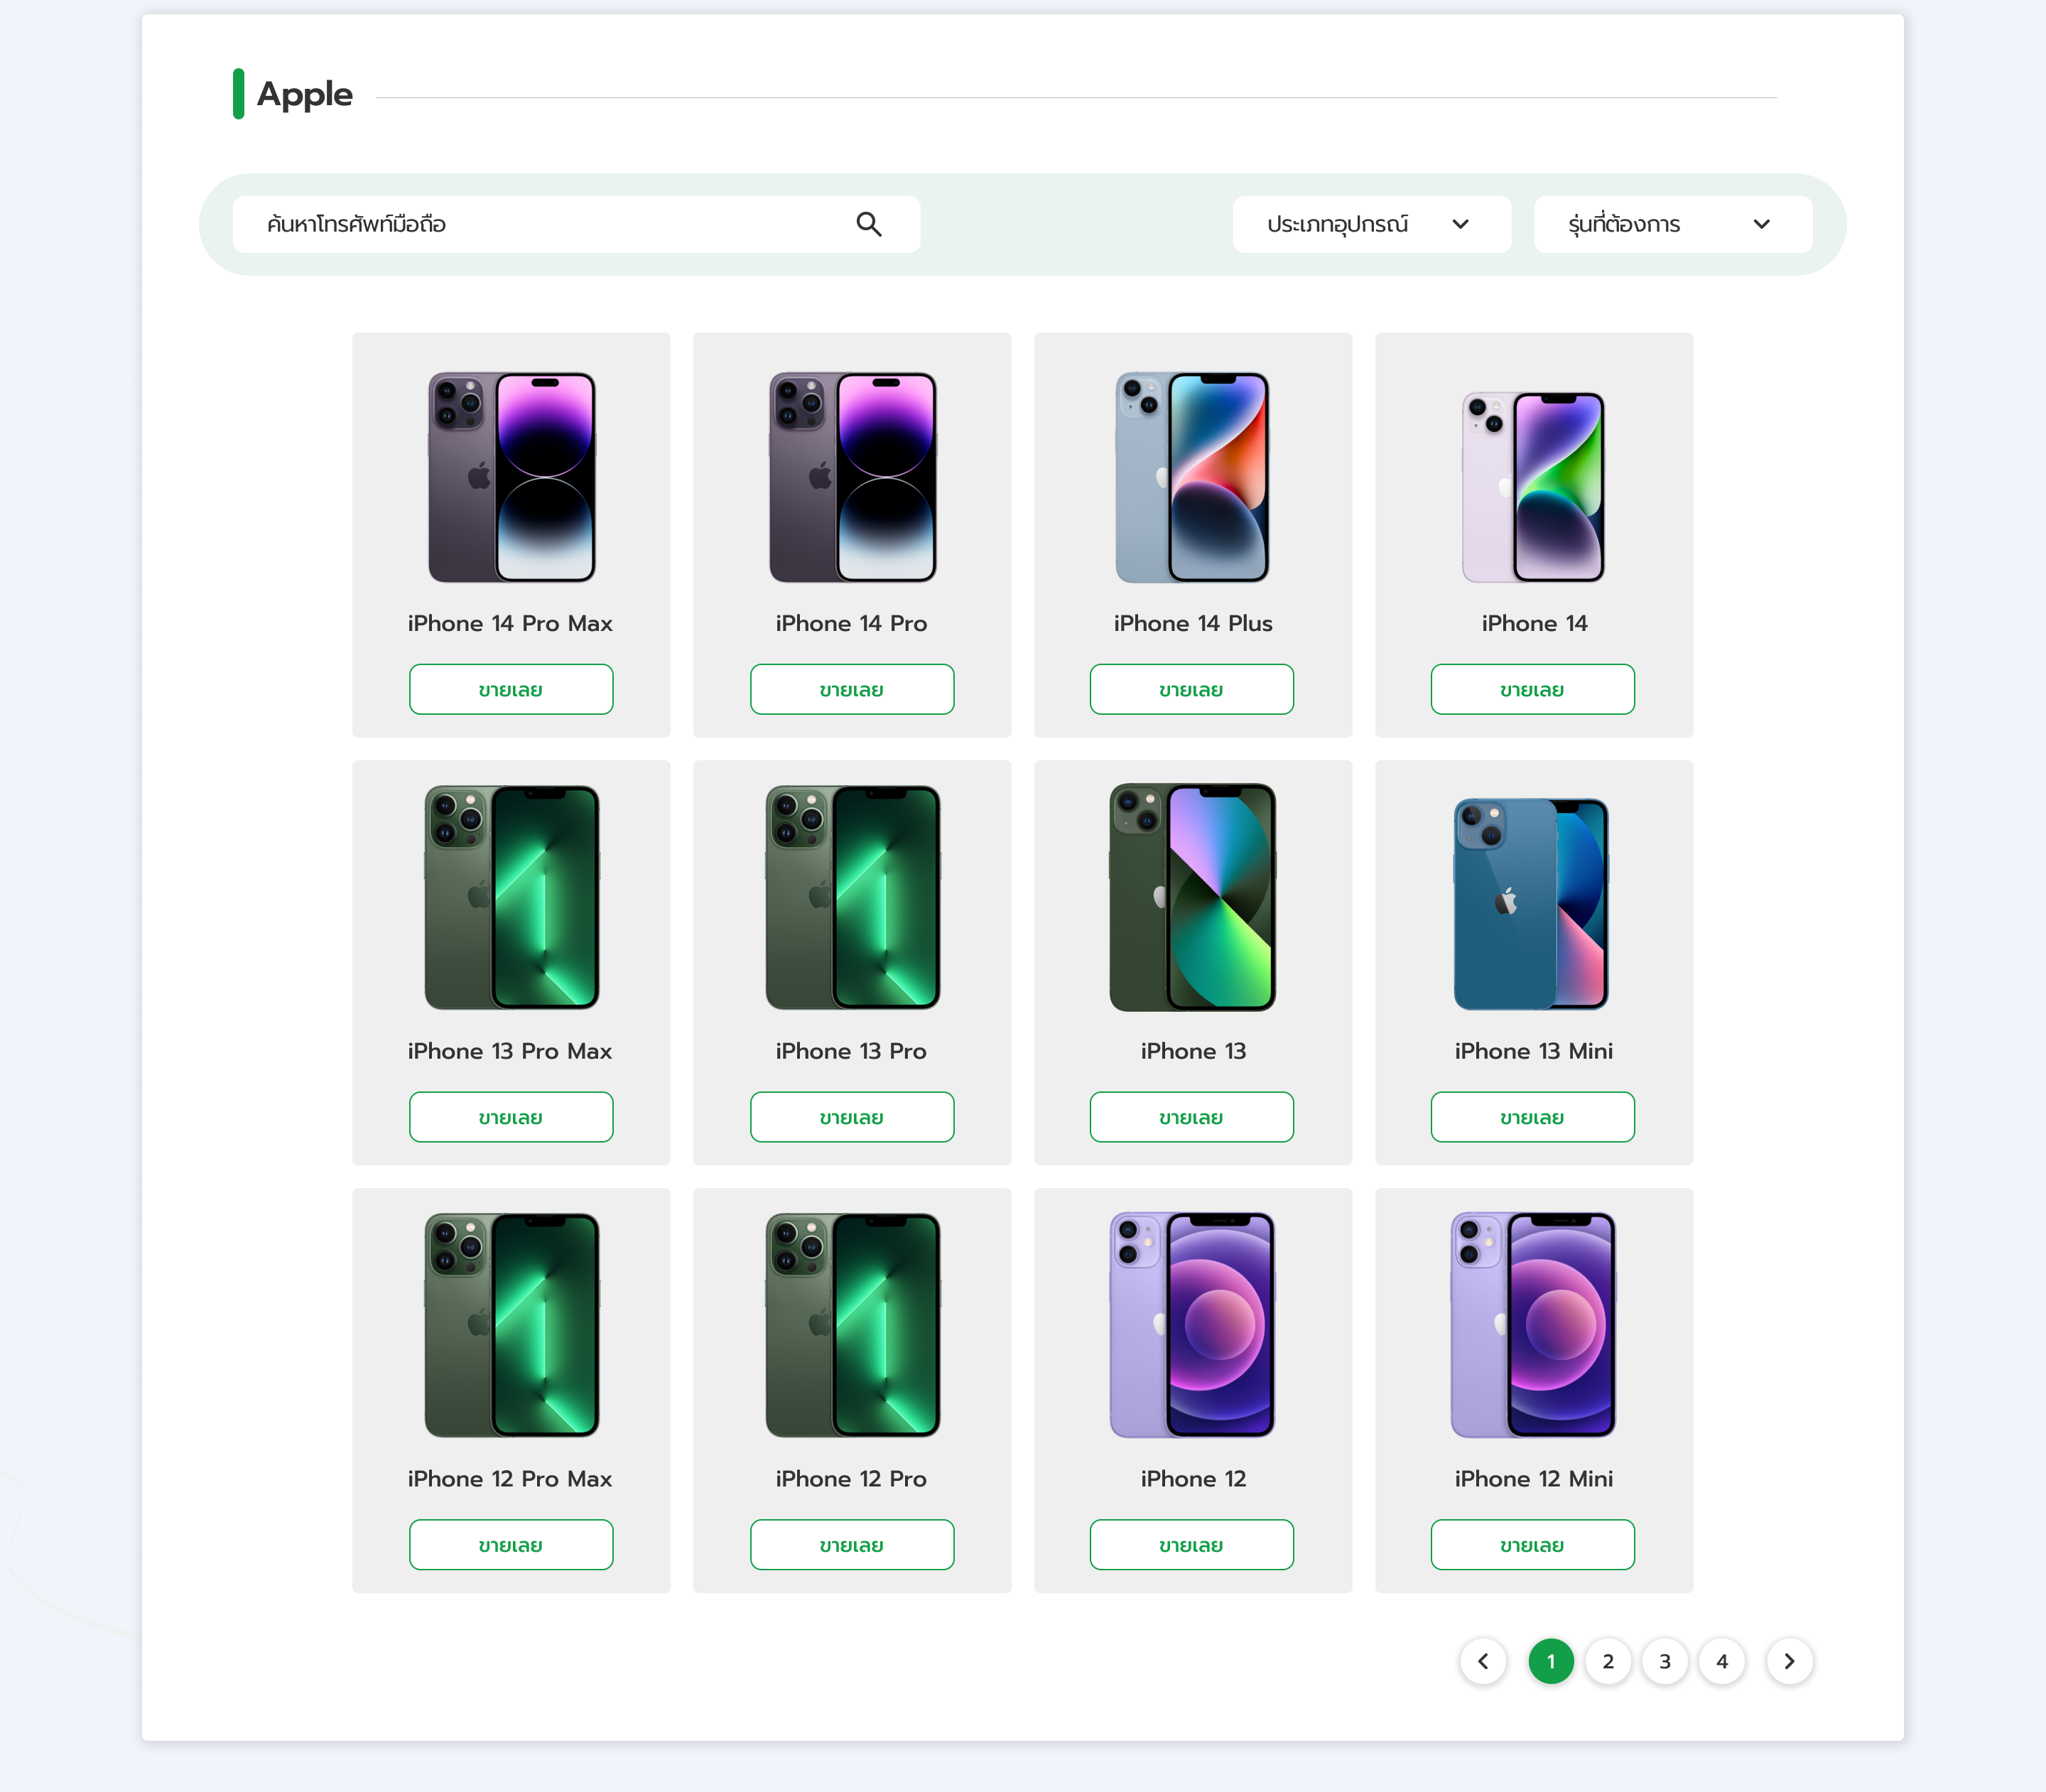 Apple
ค้นหาโทรศัพท์มือถือ
ประเภทอุปกรณ์
รุ่นที่ต้องการ
iPhone 14 Pro Max
iPhone 14 Pro
iPhone 14 Plus
iPhone 14
ขายเลย
ขายเลย
ขายเลย
ขายเลย
iPhone 13 Pro Max
iPhone 13 Pro
iPhone 13
iPhone 13 Mini
ขายเลย
ขายเลย
ขายเลย
ขายเลย
iPhone 12 Pro Max
iPhone 12 Pro
iPhone 12
iPhone 12 Mini
ขายเลย
ขายเลย
ขายเลย
ขายเลย
1 2 3 4